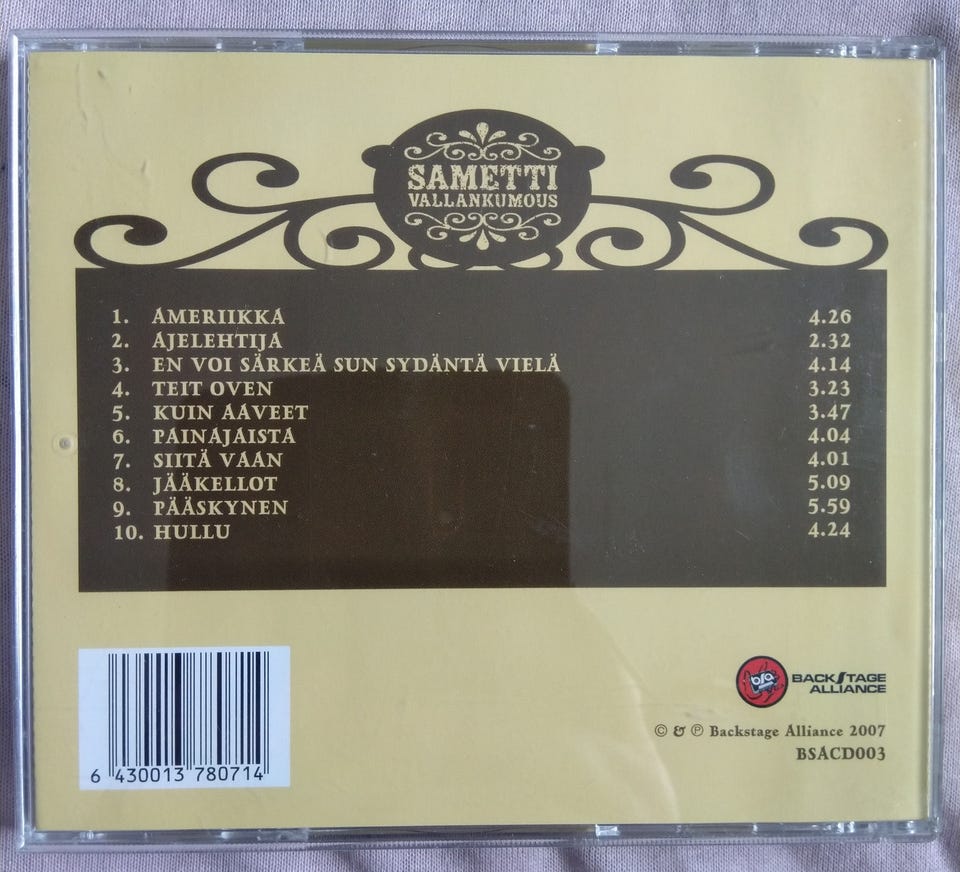 SAMETTI
VALLANKUMOUS
1. AMERIIKKA 4.26
2. AJELEHTIJA 2.32
3. EN VOI SÄRKEÄ SUN SYDÄNTÄ VIELÄ 4.14
4. TEIT OVEN 3.23
5. KUIN AAVEET 3.47
6. PAINAJAISTA 4.04
7. SIITÄ VAAN 4.01
8. JÄÄKELLOT 5.09
9. PÄÄSKYNEN 5.59
10. HULLU 4.24
6 430013 780714
bsa
BACKSTAGE
ALLIANCE
© & ℗ Backstage Alliance 2007
BSACD003